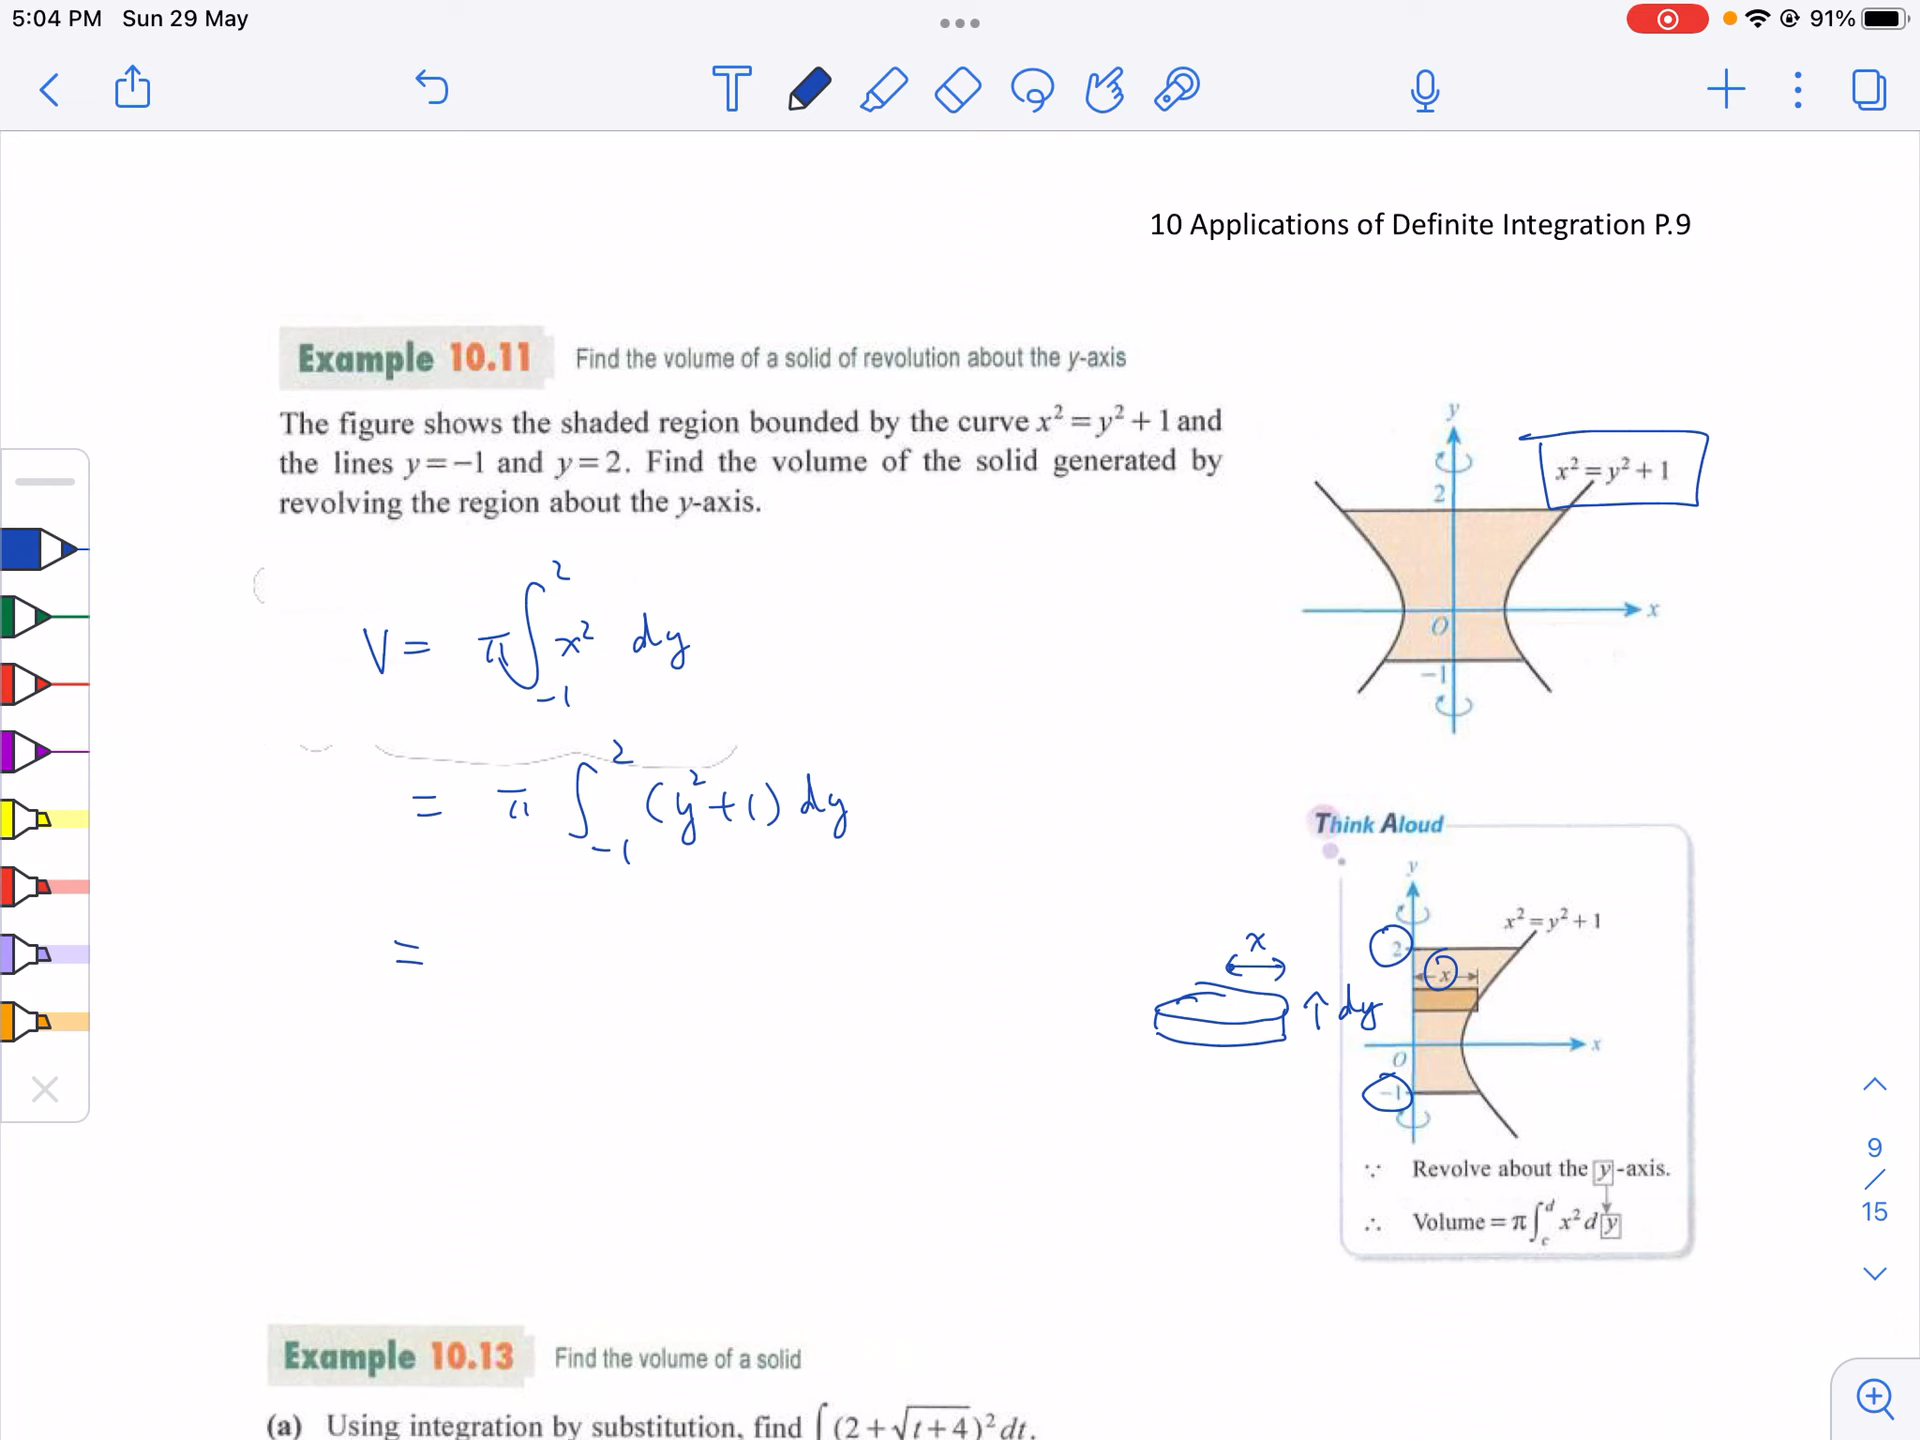 5:04 PM Sun 29 May
91%
10 Applications of Definite Integration P.9
Example 10.11 Find the volume of a solid of revolution about the y-axis
The figure shows the shaded region bounded by the curve x² = y² + 1 and
the lines y = −1 and y = 2. Find the volume of the solid generated by
revolving the region about the y-axis.
y
x² = y² + 1
2
x
O
−1
V = π∫₋₁² x² dy
= π ∫₋₁² (y²+1) dy
=
Think Aloud
y
x² = y² + 1
2
x
x
dy
x
O
−1
∵ Revolve about the y-axis.
∴ Volume = π∫_c^d x² dy
9
/
15
Example 10.13 Find the volume of a solid
(a) Using integration by substitution, find ∫(2 + √(t + 4))² dt.